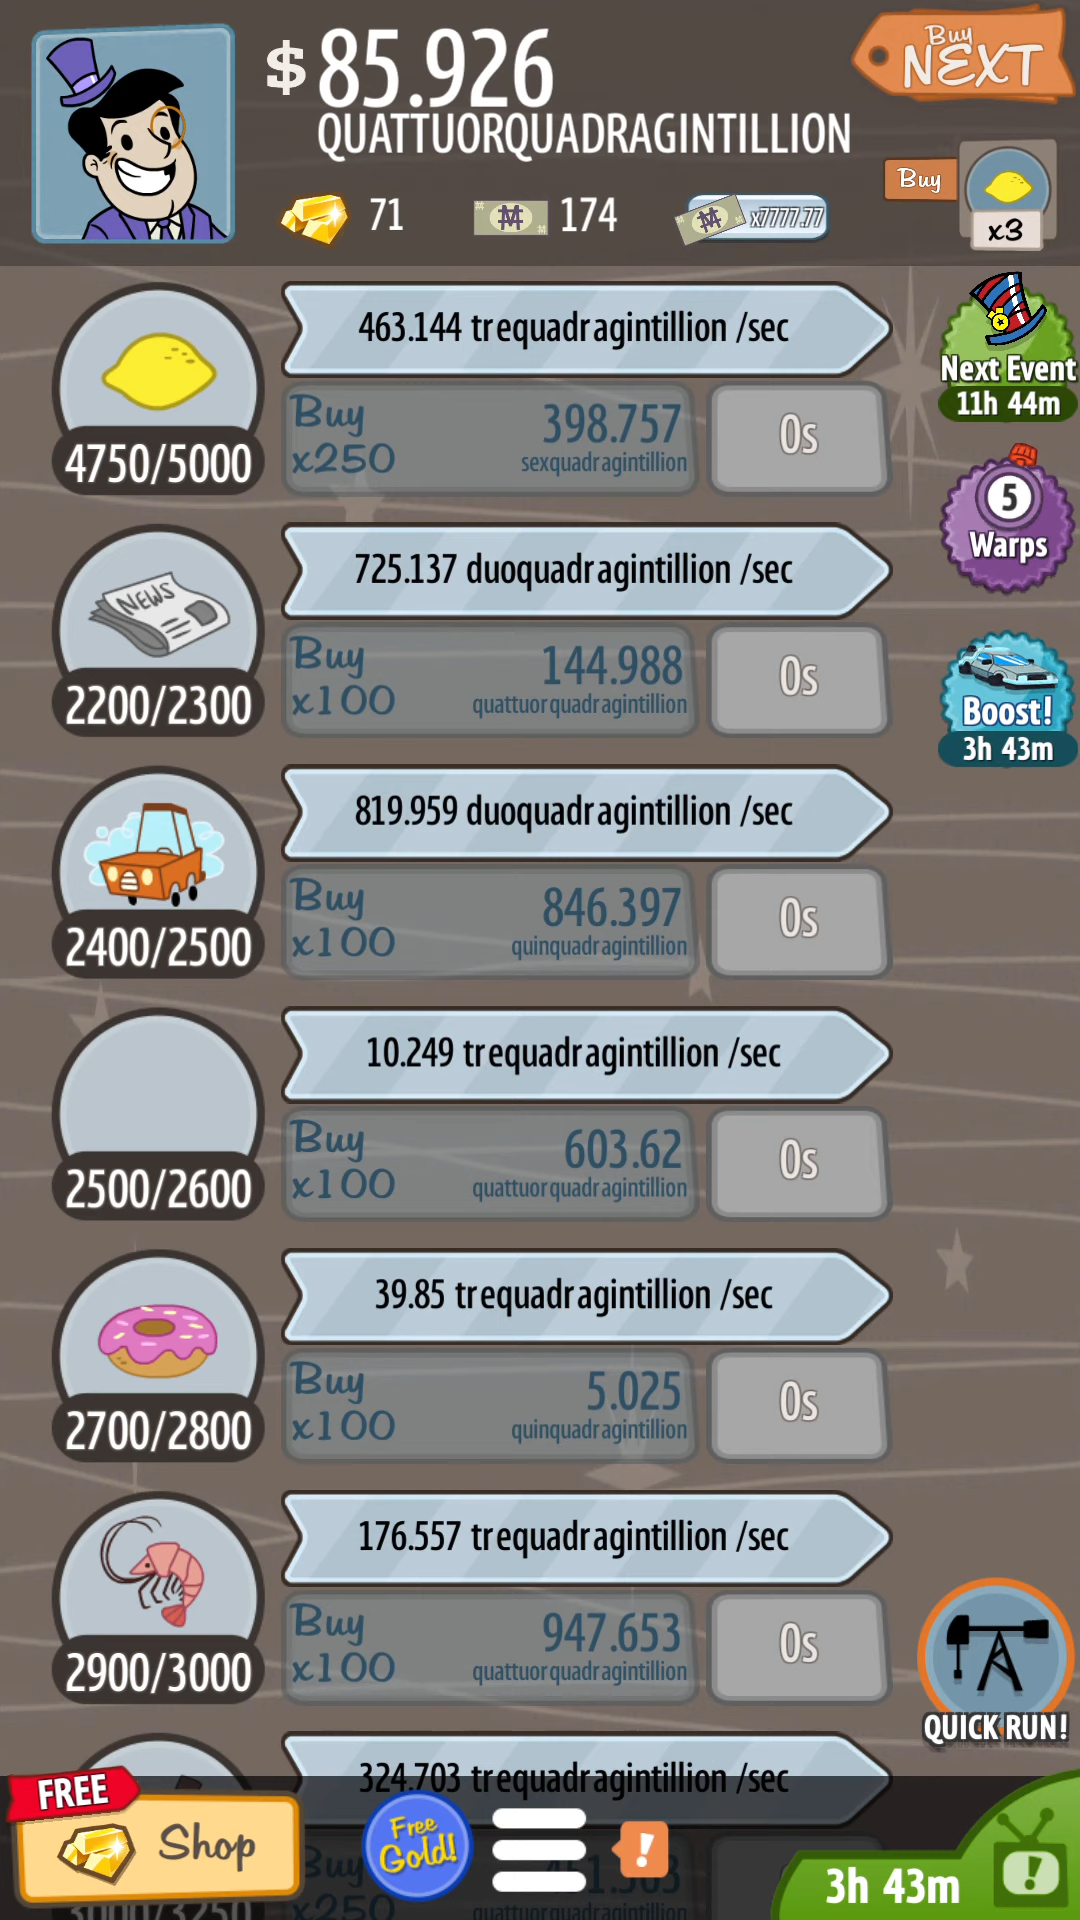 $ 85.926
QUATTUORQUADRAGINTILLION
Buy
NEXT
71
174
x7777.77
Buy
x3
463.144 trequadragintillion /sec
Buy
x250
398.757
sexquadragintillion
0s
4750/5000
Next Event
11h 44m
5
Warps
725.137 duoquadragintillion /sec
NEWS
Buy
x100
144.988
quattuorquadragintillion
0s
2200/2300
Boost!
3h 43m
819.959 duoquadragintillion /sec
Buy
x100
846.397
quinquadragintillion
0s
2400/2500
10.249 trequadragintillion /sec
Buy
x100
603.62
quattuorquadragintillion
0s
2500/2600
39.85 trequadragintillion /sec
Buy
x100
5.025
quinquadragintillion
0s
2700/2800
176.557 trequadragintillion /sec
Buy
x100
947.653
quattuorquadragintillion
0s
2900/3000
QUICK RUN!
324.703 trequadragintillion /sec
FREE
Shop
Free
Gold!
!
Buy
x250
quattuorquadragintillion
3000/3250
3h 43m
!